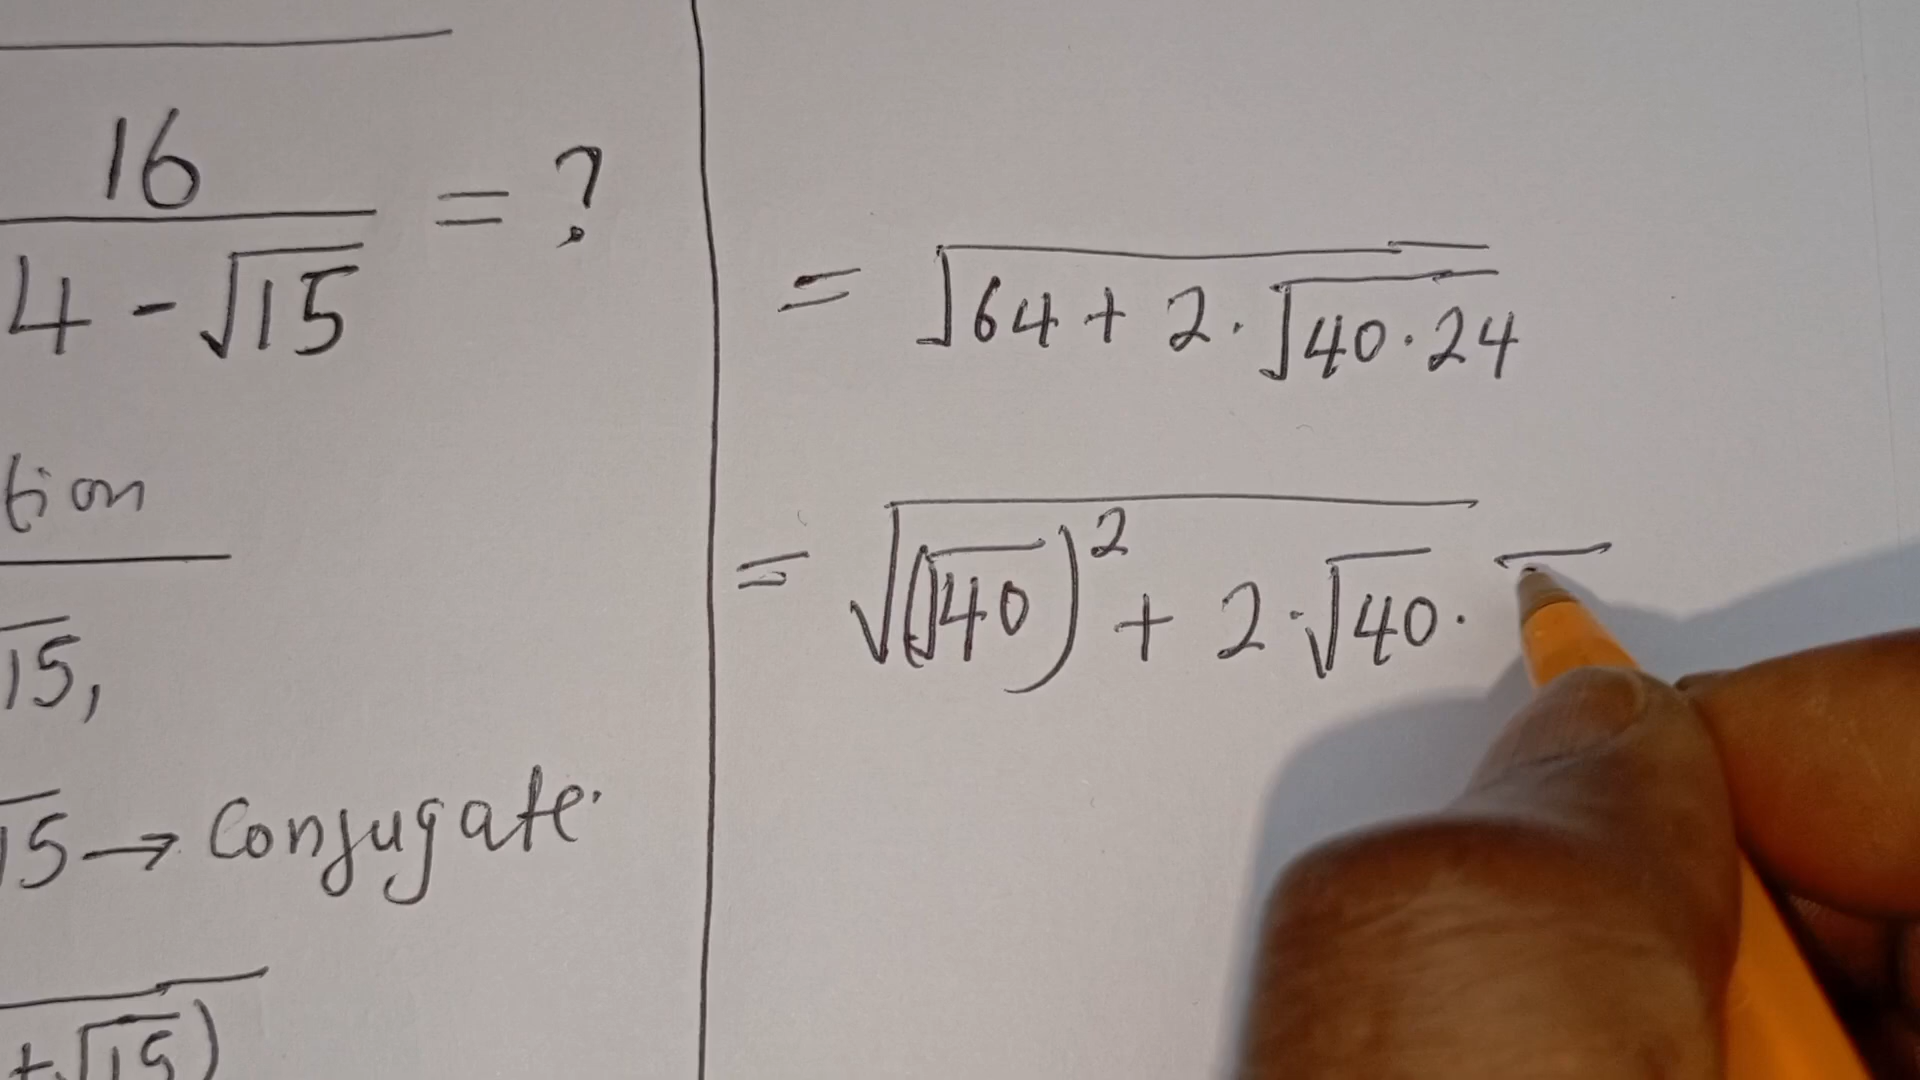 16
4 - √15 = ?
tion
15,
15 → Conjugate.
+ √15)
= √64 + 2 · √40 · 24
= √(√40)² + 2 · √40 ·